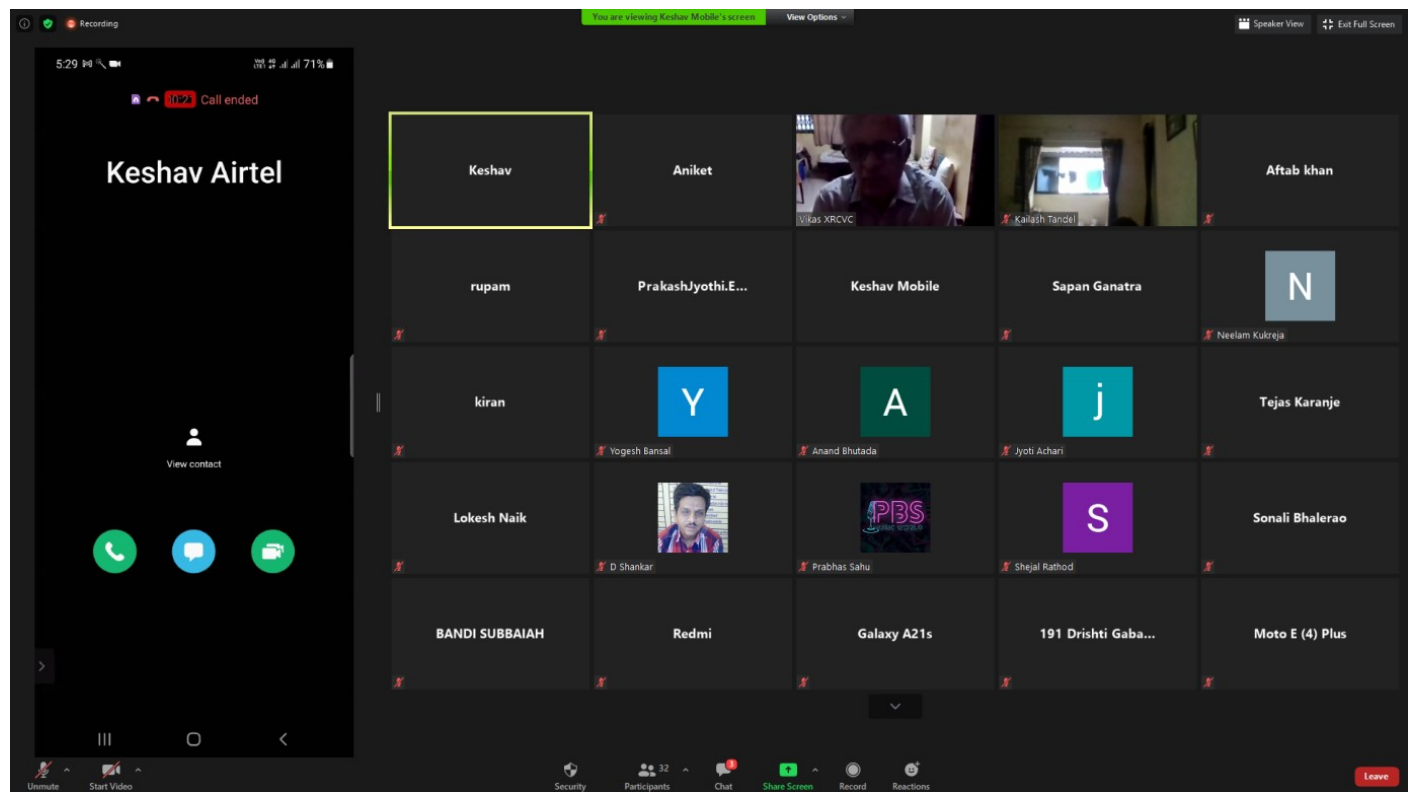 Recording
You are viewing Keshav Mobile's screen
View Options
Speaker View
Exit Full Screen
5:29
71%
Call ended
Keshav Airtel
View contact
Keshav
Aniket
Vikas XRCVC
Kailash Tandel
Aftab khan
rupam
PrakashJyothi.E...
Keshav Mobile
Sapan Ganatra
N
Neelam Kukreja
kiran
Y
Yogesh Bansal
A
Anand Bhutada
j
Jyoti Achari
Tejas Karanje
Lokesh Naik
D Shankar
PBS
Prabhas Sahu
S
Shejal Rathod
Sonali Bhalerao
BANDI SUBBAIAH
Redmi
Galaxy A21s
191 Drishti Gaba...
Moto E (4) Plus
Unmute
Start Video
Security
32
Participants
3
Chat
Share Screen
Record
Reactions
Leave